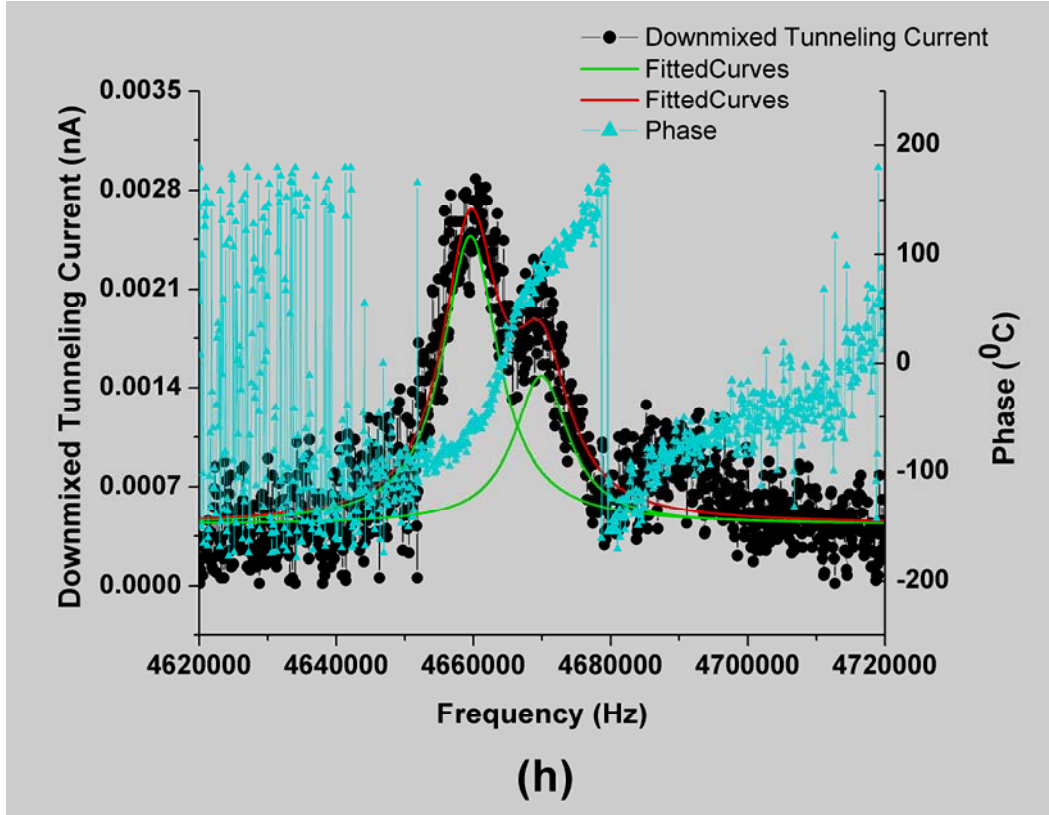 Downmixed Tunneling Current
FittedCurves
FittedCurves
Phase
Downmixed Tunneling Current (nA)
0.0035
0.0028
0.0021
0.0014
0.0007
0.0000
200
100
0
-100
-200
Phase (⁰C)
4620000 4640000 4660000 4680000 4700000 4720000
Frequency (Hz)
(h)